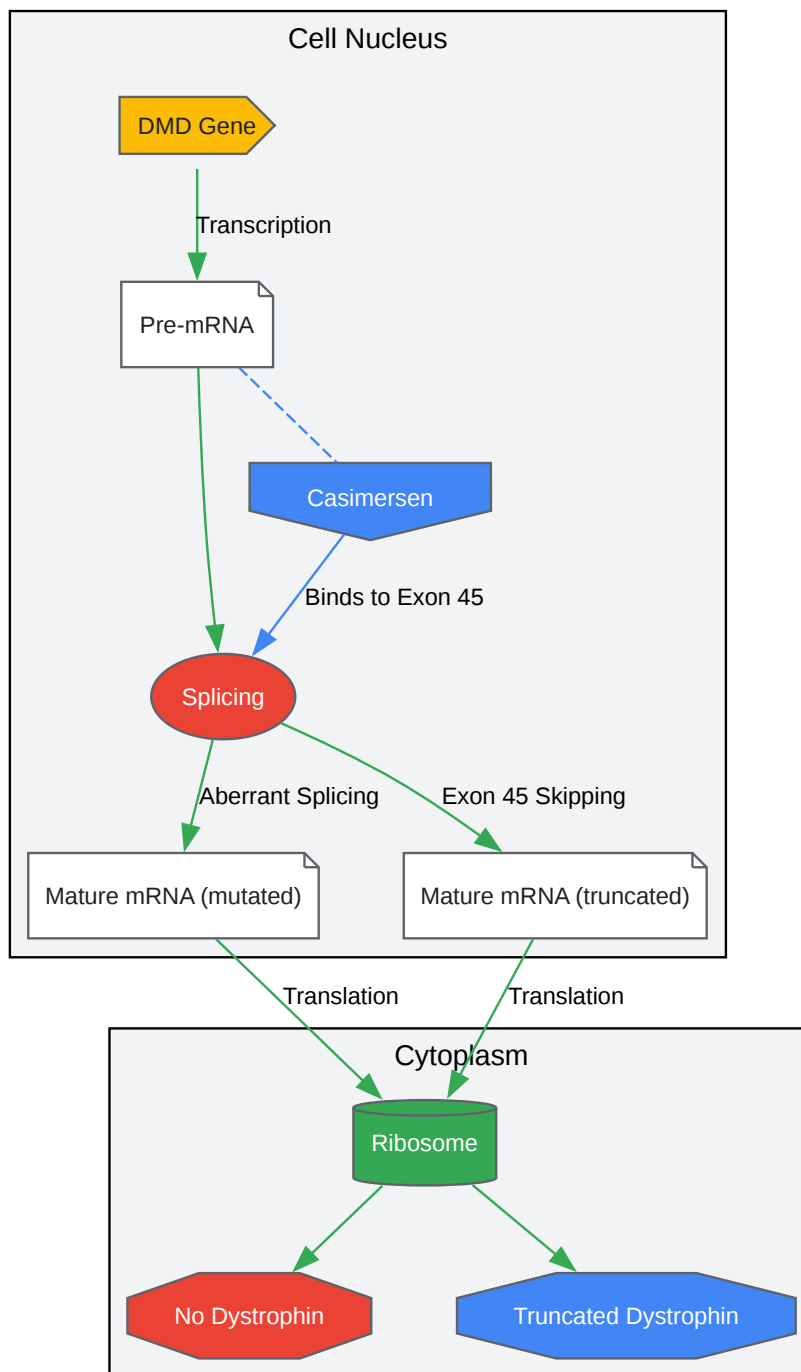 Cell Nucleus
DMD Gene
Transcription
Pre-mRNA
Casimersen
Binds to Exon 45
Splicing
Aberrant Splicing
Exon 45 Skipping
Mature mRNA (mutated)
Mature mRNA (truncated)
Translation
Translation
Cytoplasm
Ribosome
No Dystrophin
Truncated Dystrophin